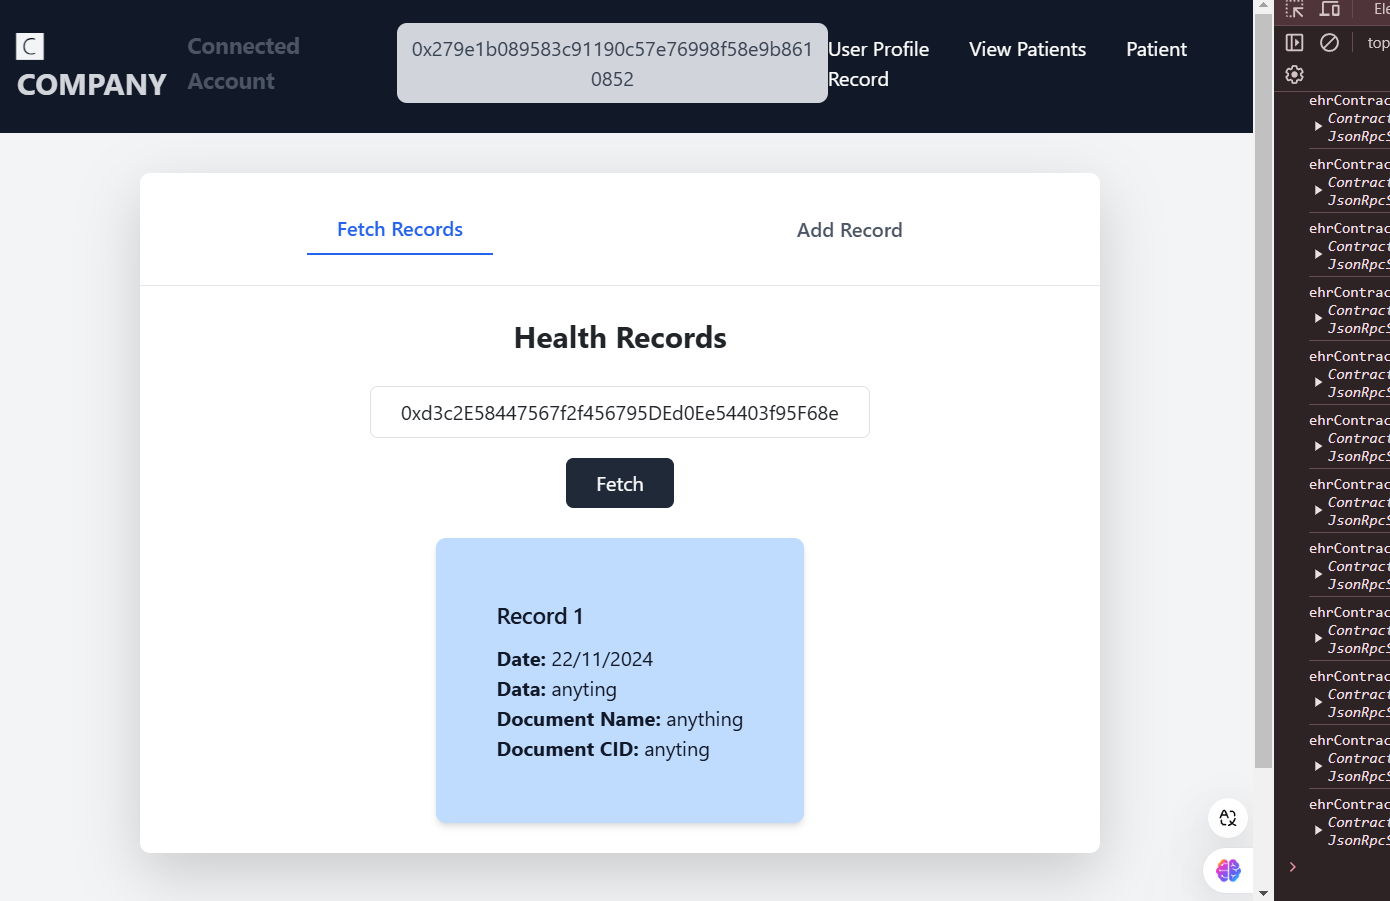 C
COMPANY
Connected
Account
0x279e1b089583c91190c57e76998f58e9b861
0852
User Profile
View Patients
Patient
Record
Fetch Records
Add Record
Health Records
0xd3c2E58447567f2f456795DEd0Ee54403f95F68e
Fetch
Record 1
Date: 22/11/2024
Data: anyting
Document Name: anything
Document CID: anyting
Ele
top
ehrContrac
Contract
JsonRpcS
ehrContrac
Contract
JsonRpcS
ehrContrac
Contract
JsonRpcS
ehrContrac
Contract
JsonRpcS
ehrContrac
Contract
JsonRpcS
ehrContrac
Contract
JsonRpcS
ehrContrac
Contract
JsonRpcS
ehrContrac
Contract
JsonRpcS
ehrContrac
Contract
JsonRpcS
ehrContrac
Contract
JsonRpcS
ehrContrac
Contract
JsonRpcS
ehrContrac
Contract
JsonRpcS